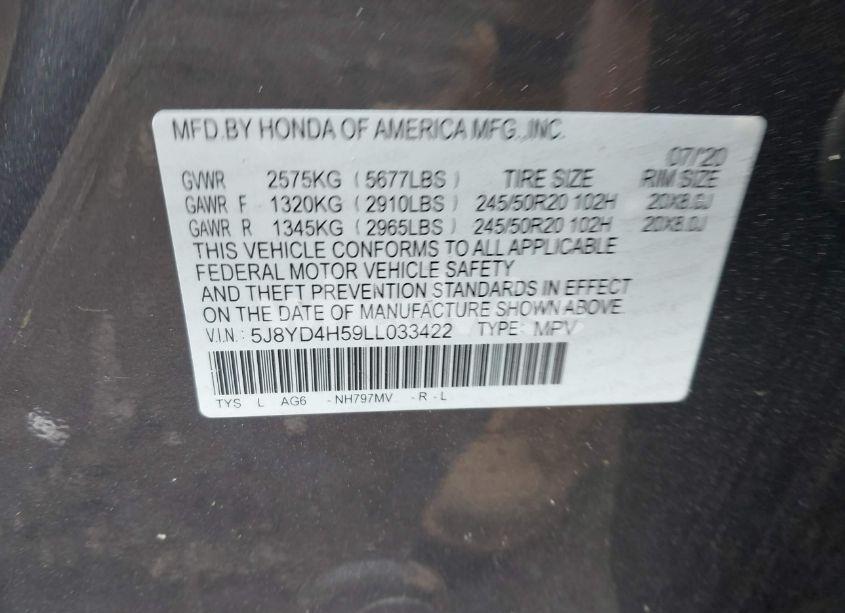 MFD.BY HONDA OF AMERICA MFG.,INC.
07/'20
GVWR 2575KG ( 5677LBS ) TIRE SIZE RIM SIZE
GAWR F 1320KG ( 2910LBS ) 245/50R20 102H 20X8.0J
GAWR R 1345KG ( 2965LBS ) 245/50R20 102H 20X8.0J
THIS VEHICLE CONFORMS TO ALL APPLICABLE
FEDERAL MOTOR VEHICLE SAFETY
AND THEFT PREVENTION STANDARDS IN EFFECT
ON THE DATE OF MANUFACTURE SHOWN ABOVE.
V.I.N.: 5J8YD4H59LL033422 TYPE: MPV
TYS L AG6 -NH797MV -R-L